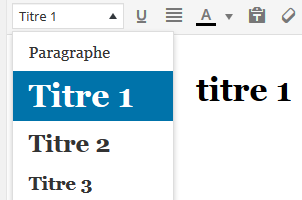 Titre 1
U
A
T
Paragraphe
Titre 1
titre 1
Titre 2
Titre 3